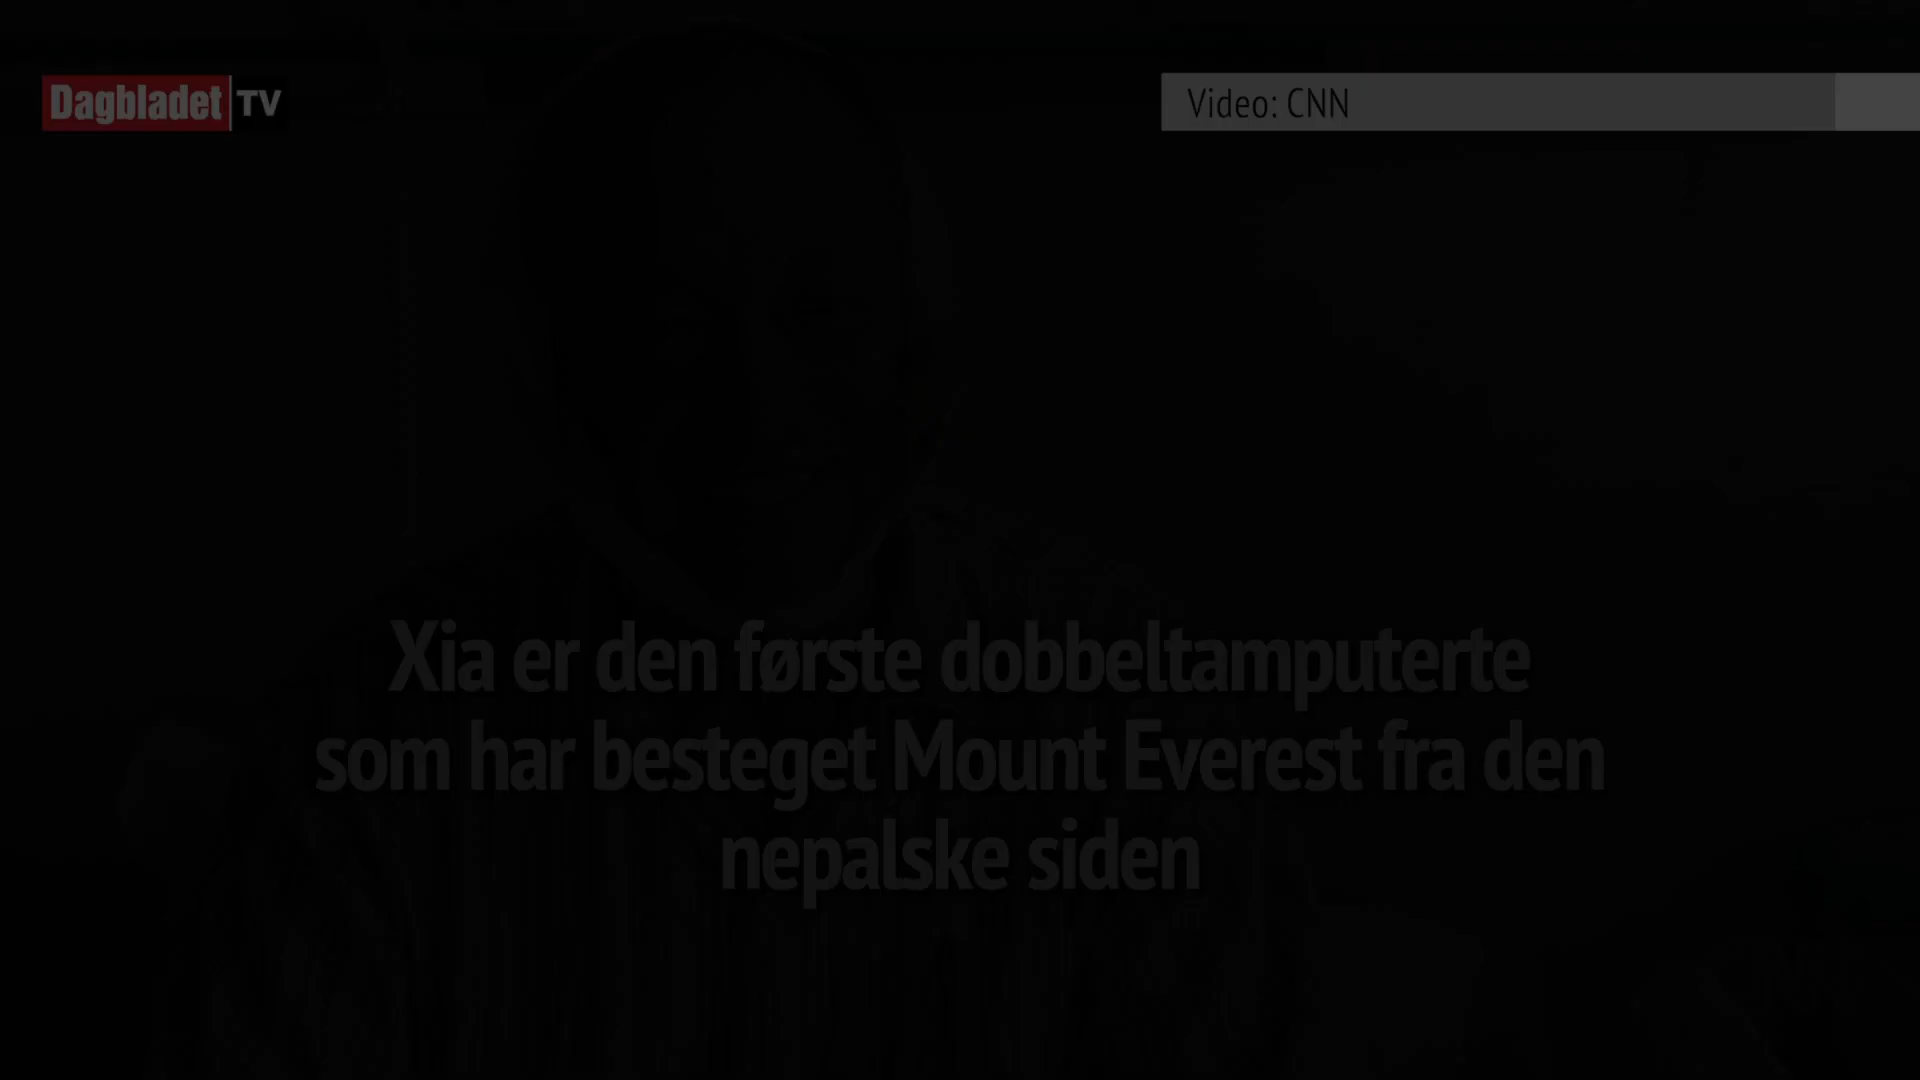 Dagbladet TV
Video: CNN
Xia er den første dobbeltamputerte
som har besteget Mount Everest fra den
nepalske siden